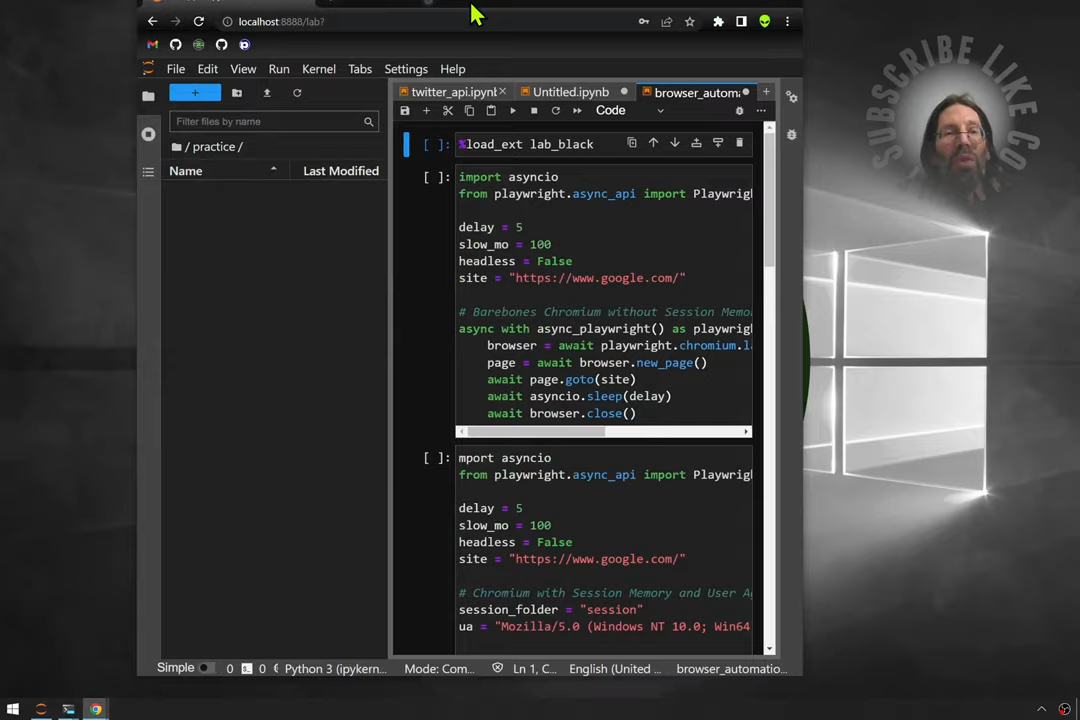 localhost:8888/lab?
File Edit View Run Kernel Tabs Settings Help
twitter_api.ipynt
Untitled.ipynb
browser_automa
Code
Filter files by name
/ practice /
Name
Last Modified
[ ]: %load_ext lab_black
[ ]: import asyncio
from playwright.async_api import Playwrigh
delay = 5
slow_mo = 100
headless = False
site = "https://www.google.com/"
# Barebones Chromium without Session Memo
async with async_playwright() as playwrigh
browser = await playwright.chromium.la
page = await browser.new_page()
await page.goto(site)
await asyncio.sleep(delay)
await browser.close()
[ ]: mport asyncio
from playwright.async_api import Playwrigh
delay = 5
slow_mo = 100
headless = False
site = "https://www.google.com/"
# Chromium with Session Memory and User Ag
session_folder = "session"
ua = "Mozilla/5.0 (Windows NT 10.0; Win64
Simple 0 0 Python 3 (ipykern... Mode: Com... Ln 1, C... English (United ... browser_automatio...
SUBSCRIBE LIKE CO